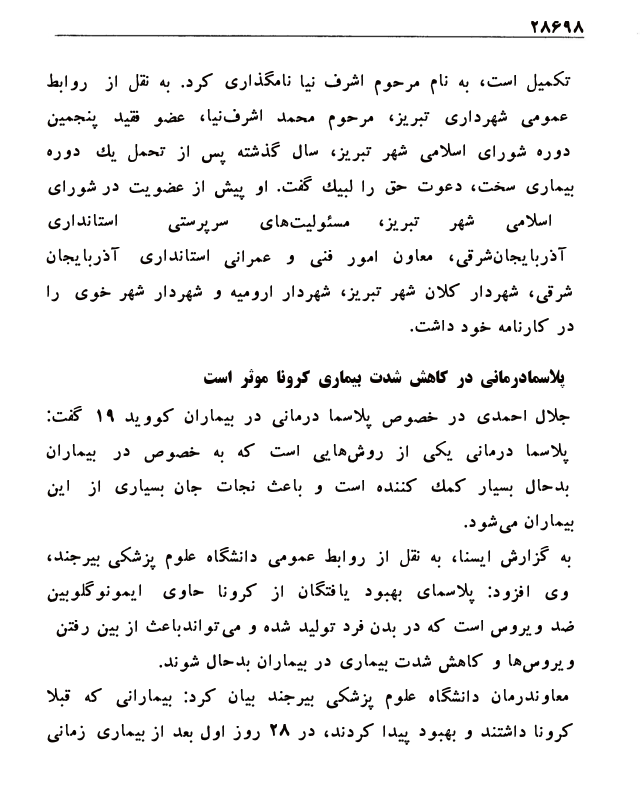 ۲۸۶۹۸
تکمیل است، به نام مرحوم اشرف نیا نامگذاری کرد. به نقل از روابط
عمومی شهرداری تبریز، مرحوم محمد اشرف‌نیا، عضو فقید پنجمین
دوره شورای اسلامی شهر تبریز، سال گذشته پس از تحمل یك دوره
بیماری سخت، دعوت حق را لبیك گفت. او پیش از عضویت در شورای
اسلامی شهر تبریز، مسئولیت‌های سرپرستی استانداری
آذربایجان‌شرقی، معاون امور فنی و عمرانی استانداری آذربایجان
شرقی، شهردار کلان شهر تبریز، شهردار ارومیه و شهردار شهر خوی را
در کارنامه خود داشت.
پلاسمادرمانی در کاهش شدت بیماری کرونا موثر است
جلال احمدی در خصوص پلاسما درمانی در بیماران کووید ۱۹ گفت:
پلاسما درمانی یکی از روش‌هایی است که به خصوص در بیماران
بدحال بسیار کمك کننده است و باعث نجات جان بسیاری از این
بیماران می‌شود.
به گزارش ایسنا، به نقل از روابط عمومی دانشگاه علوم پزشکی بیرجند،
وی افزود: پلاسمای بهبود یافتگان از کرونا حاوی ایمونوگلوبین
ضد ویروس است که در بدن فرد تولید شده و می‌تواندباعث از بین رفتن
ویروس‌ها و کاهش شدت بیماری در بیماران بدحال شوند.
معاوندرمان دانشگاه علوم پزشکی بیرجند بیان کرد: بیمارانی که قبلا
کرونا داشتند و بهبود پیدا کردند، در ۲۸ روز اول بعد از بیماری زمانی